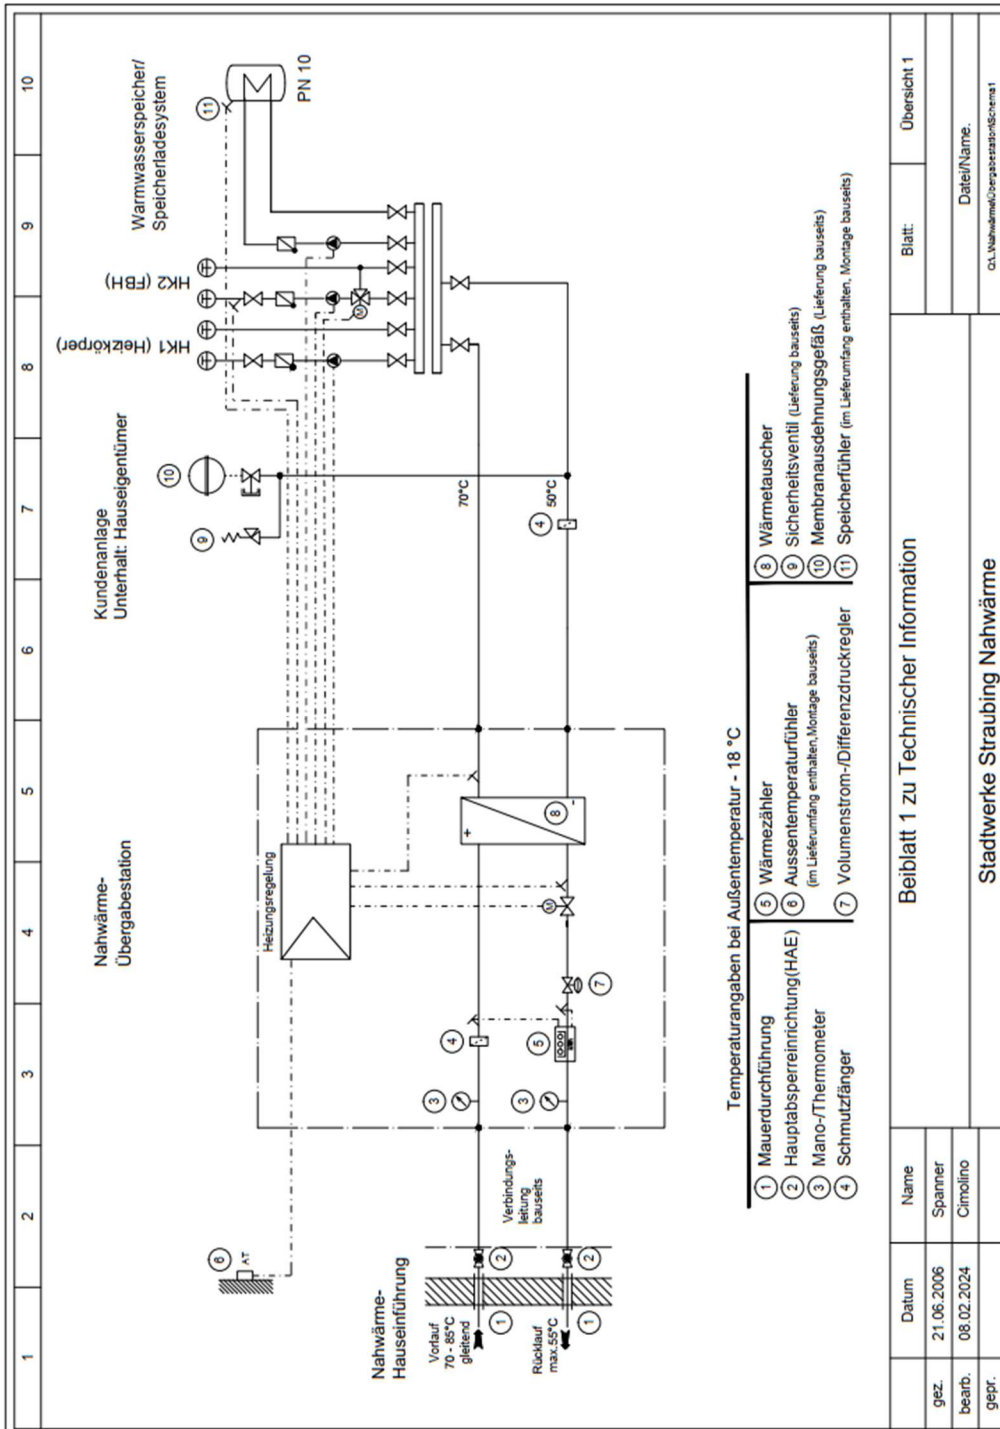 1 2 3 4 5 6 7 8 9 10
Nahwärme-
Hauseinführung
Nahwärme-
Übergabestation
Kundenanlage
Unterhalt: Hauseigentümer
Warmwasserspeicher/
Speicherladesystem
6
AT
Heizungsregelung
9
10
HK1 (Heizkörper)
HK2 (FBH)
11
PN 10
M
Vorlauf
70 - 85°C
gleitend
1
2
3
4
70°C
Verbindungs-
leitung
bauseits
Rücklauf
max.55°C
1
2
3
5
7
M
+
8
-
4
50°C
Temperaturangaben bei Außentemperatur - 18 °C
1 Mauerdurchführung
2 Hauptabsperreinrichtung(HAE)
3 Mano-/Thermometer
4 Schmutzfänger
5 Wärmezähler
6 Aussentemperaturfühler
(im Lieferumfang enthalten,Montage bauseits)
7 Volumenstrom-/Differenzdruckregler
8 Wärmetauscher
9 Sicherheitsventil (Lieferung bauseits)
10 Membranausdehnungsgefäß (Lieferung bauseits)
11 Speicherfühler (im Lieferumfang enthalten, Montage bauseits)
Datum Name
gez. 21.06.2006 Spanner
bearb. 08.02.2024 Cimolino
gepr.
Beiblatt 1 zu Technischer Information
Stadtwerke Straubing Nahwärme
Blatt: Übersicht 1
Datei/Name.